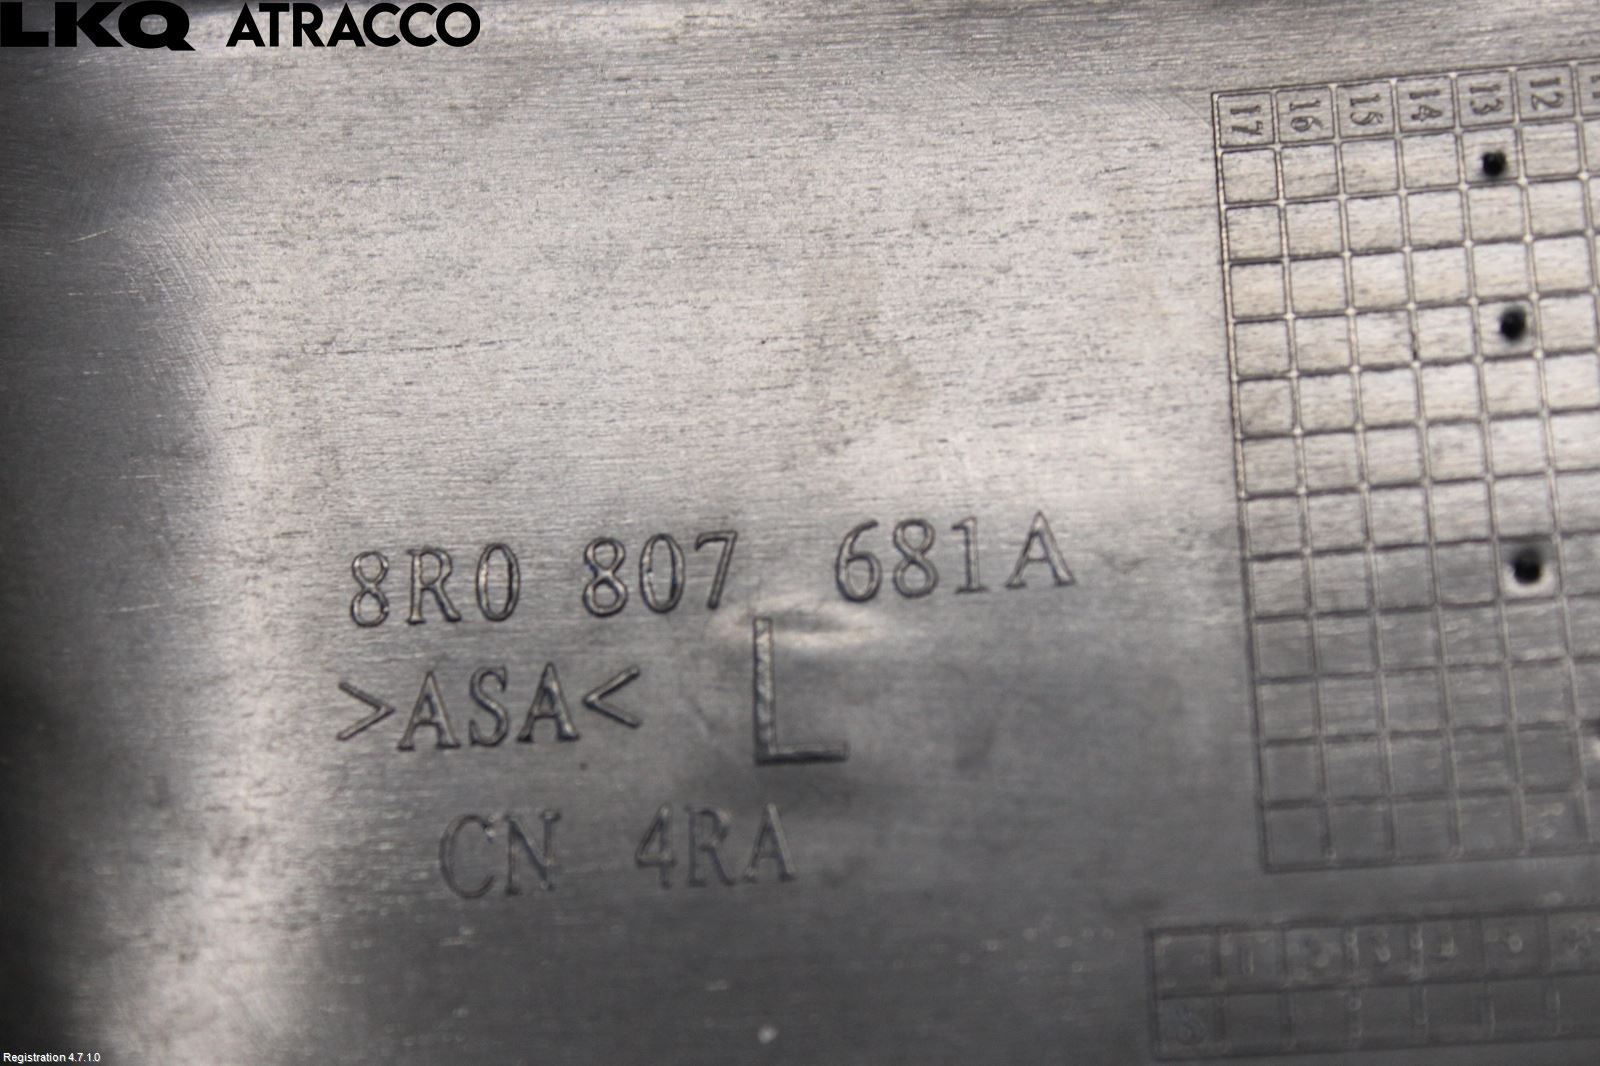 LKQ ATRACCO
17 16 15 14 13 12
8R0 807 681A
>ASA<
L
CN 4RA
Registration 4.7.1.0